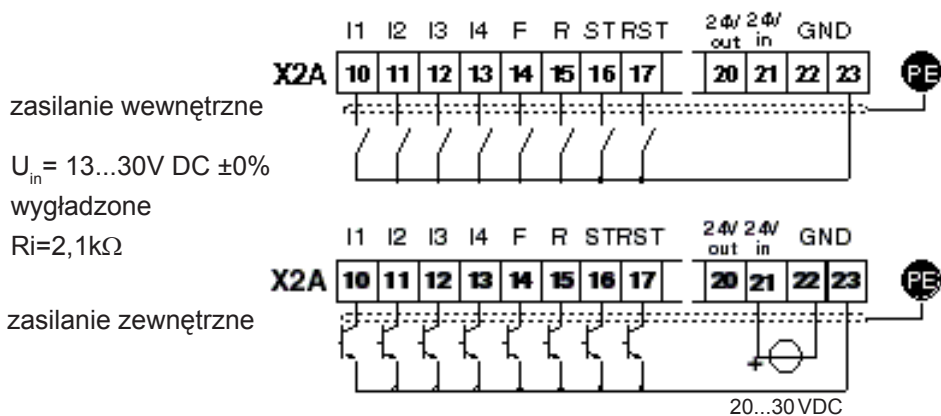 I1 I2 I3 I4 F R ST RST 24V out 24V in GND
X2A 10 11 12 13 14 15 16 17 20 21 22 23 PE
zasilanie wewnętrzne
Uin= 13...30V DC ±0%
wygładzone
Ri=2,1kΩ
I1 I2 I3 I4 F R ST RST 24V out 24V in GND
X2A 10 11 12 13 14 15 16 17 20 21 22 23 PE
zasilanie zewnętrzne
+
20...30 VDC